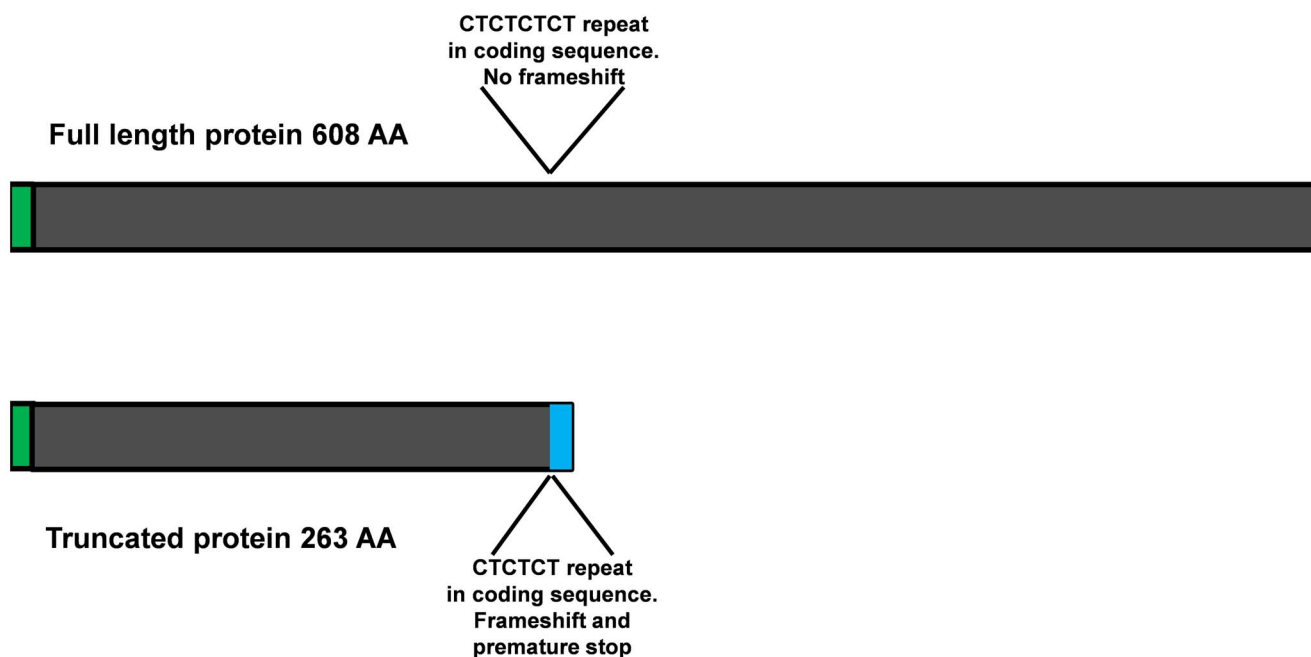 CTCTCTCT repeat
in coding sequence.
No frameshift
Full length protein 608 AA
Truncated protein 263 AA
CTCTCT repeat
in coding sequence.
Frameshift and
premature stop